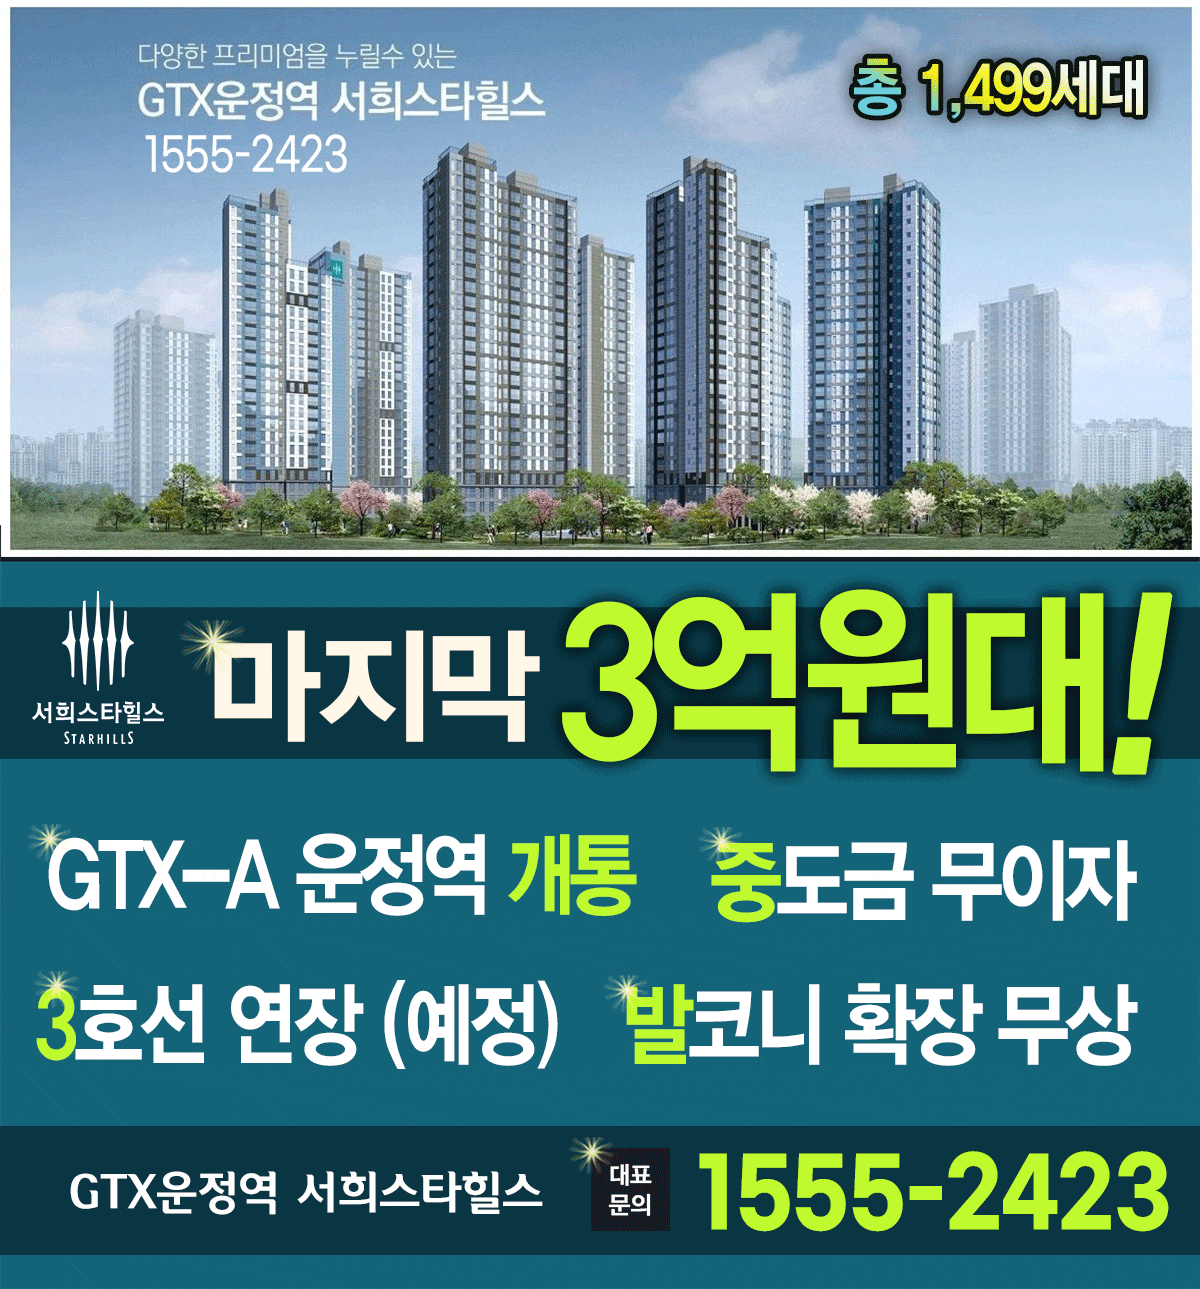 다양한 프리미엄을 누릴수 있는
GTX운정역 서희스타힐스
1555-2423
총 1,499세대
서희스타힐스
STARHILLS
마지막 3억원대!
GTX-A 운정역 개통
중도금 무이자
3호선 연장 (예정)
발코니 확장 무상
GTX운정역 서희스타힐스
대표
문의
1555-2423